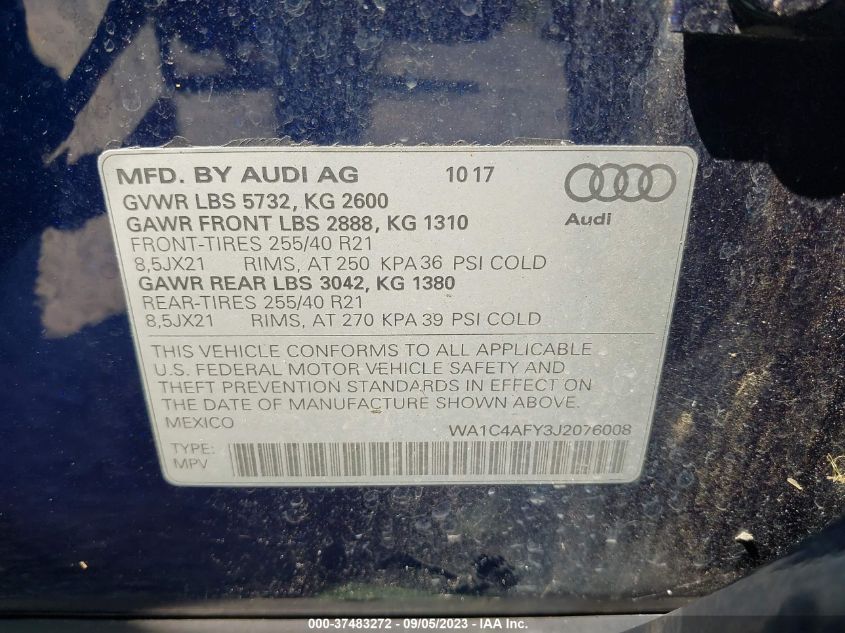 MFD. BY AUDI AG 10 17
GVWR LBS 5732, KG 2600
GAWR FRONT LBS 2888, KG 1310
Audi
FRONT-TIRES 255/40 R21
8,5JX21 RIMS, AT 250 KPA 36 PSI COLD
GAWR REAR LBS 3042, KG 1380
REAR-TIRES 255/40 R21
8,5JX21 RIMS, AT 270 KPA 39 PSI COLD
THIS VEHICLE CONFORMS TO ALL APPLICABLE
U.S. FEDERAL MOTOR VEHICLE SAFETY AND
THEFT PREVENTION STANDARDS IN EFFECT ON
THE DATE OF MANUFACTURE SHOWN ABOVE.
MEXICO
WA1C4AFY3J2076008
TYPE:
MPV
000-37483272 - 09/05/2023 - IAA Inc.